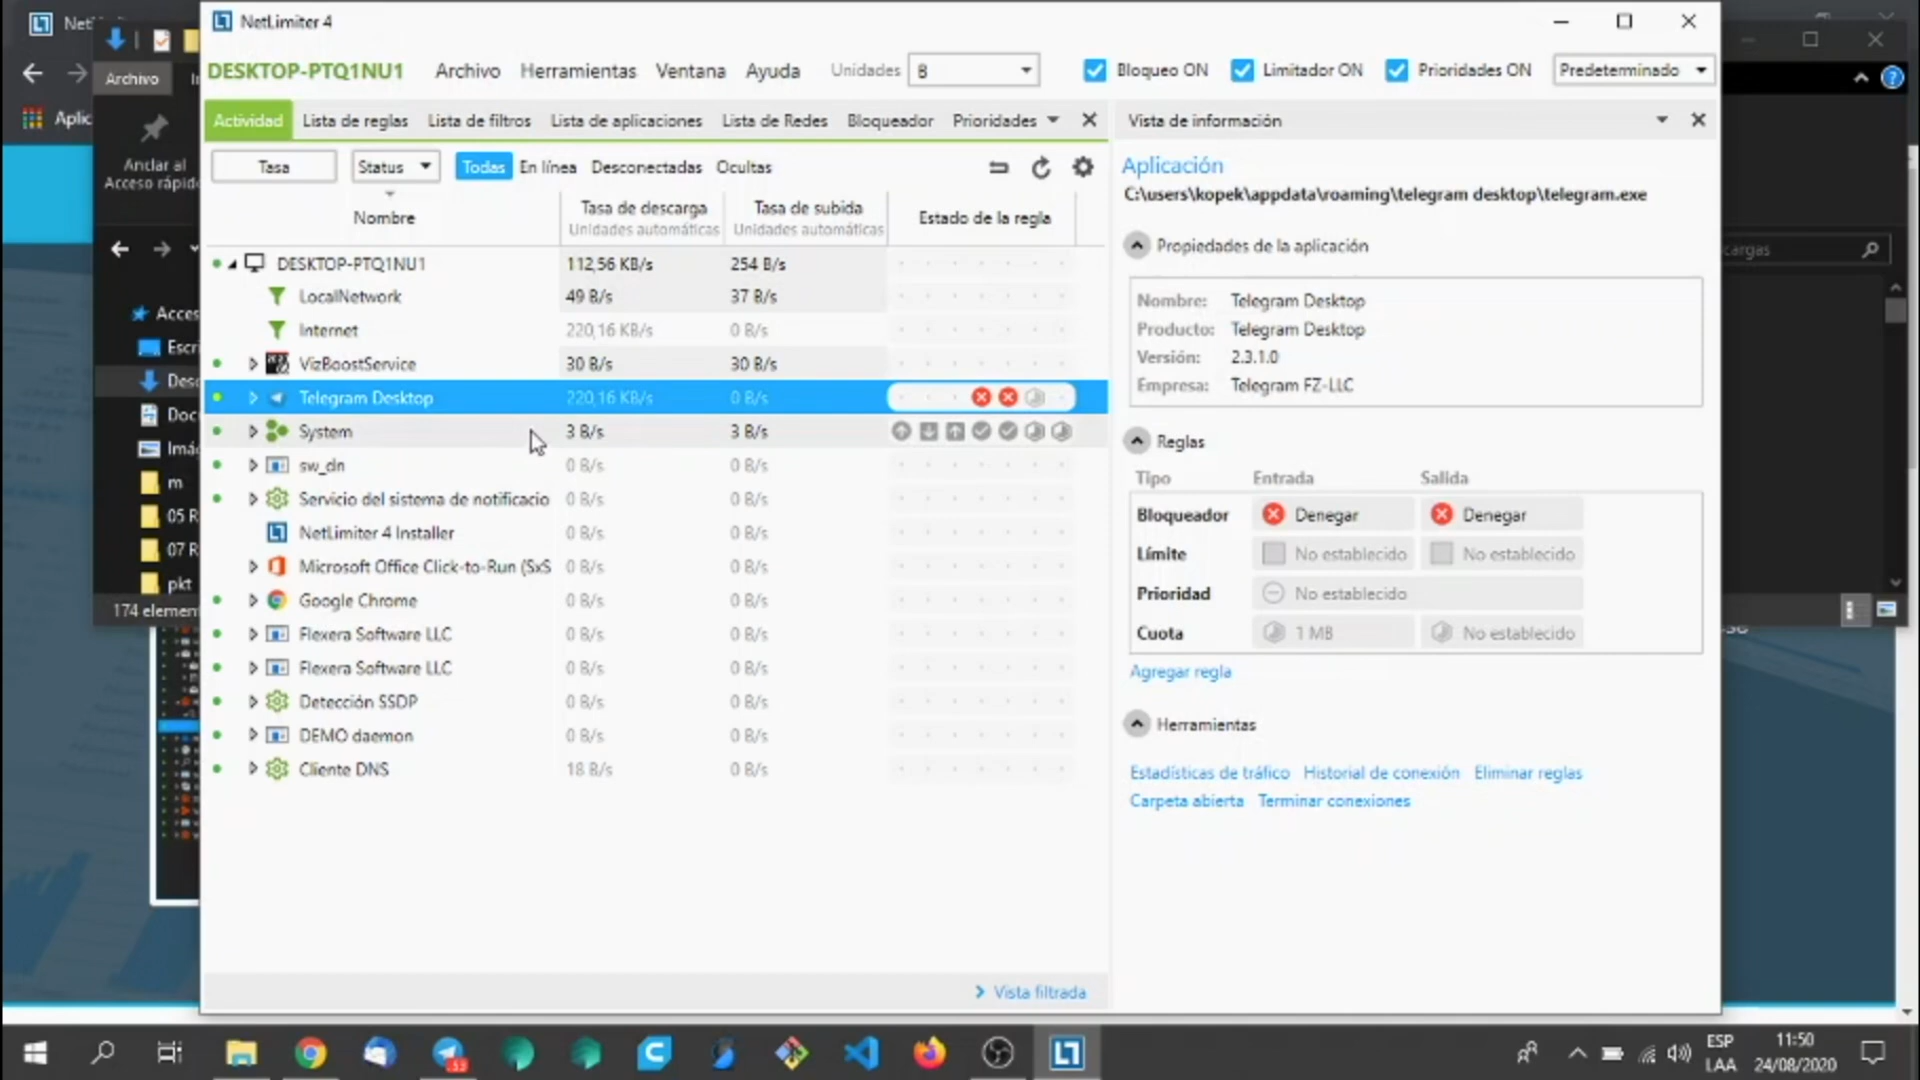 NetLimiter 4
DESKTOP-PTQ1NU1 Archivo Herramientas Ventana Ayuda Unidades B Bloqueo ON Limitador ON Prioridades ON Predeterminado
Archivo
Actividad Lista de reglas Lista de filtros Lista de aplicaciones Lista de Redes Bloqueador Prioridades Vista de información
Anclar al
Acceso rápido
Tasa Status Todas En línea Desconectadas Ocultas
Nombre
Tasa de descarga
Unidades automáticas
Tasa de subida
Unidades automáticas
Estado de la regla
DESKTOP-PTQ1NU1 112,56 KB/s 254 B/s
LocalNetwork 49 B/s 37 B/s
Internet 220,16 KB/s 0 B/s
VizBoostService 30 B/s 30 B/s
Telegram Desktop 220,16 KB/s 0 B/s
System 3 B/s 3 B/s
sw_dn 0 B/s 0 B/s
Servicio del sistema de notificacio 0 B/s 0 B/s
NetLimiter 4 Installer 0 B/s 0 B/s
Microsoft Office Click-to-Run (SxS 0 B/s 0 B/s
Google Chrome 0 B/s 0 B/s
Flexera Software LLC 0 B/s 0 B/s
Flexera Software LLC 0 B/s 0 B/s
Detección SSDP 0 B/s 0 B/s
DEMO daemon 0 B/s 0 B/s
Cliente DNS 18 B/s 0 B/s
Vista filtrada
Aplicación
C:\users\kopek\appdata\roaming\telegram desktop\telegram.exe
Propiedades de la aplicación
Nombre: Telegram Desktop
Producto: Telegram Desktop
Versión: 2.3.1.0
Empresa: Telegram FZ-LLC
Reglas
Tipo Entrada Salida
Bloqueador Denegar Denegar
Límite No establecido No establecido
Prioridad No establecido
Cuota 1 MB No establecido
Agregar regla
Herramientas
Estadísticas de tráfico Historial de conexión Eliminar reglas
Carpeta abierta Terminar conexiones
m
05 R
07 R
pkt
174 element
ESP
LAA
11:50
24/08/2020